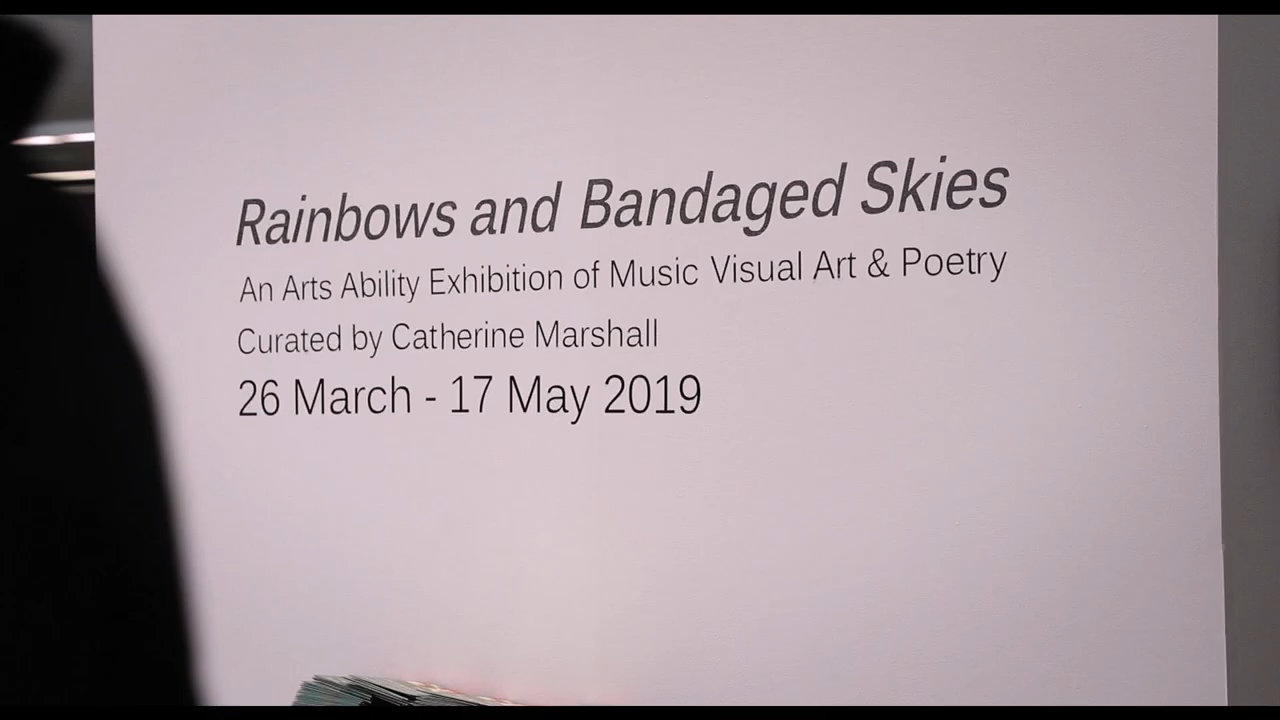 Rainbows and Bandaged Skies
An Arts Ability Exhibition of Music Visual Art & Poetry
Curated by Catherine Marshall
26 March - 17 May 2019